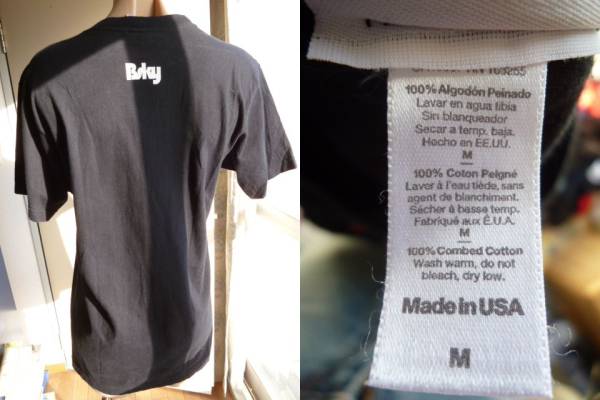 100% Algodón Peinado
Lavar en agua tibia
Sin blanqueador
Secar a temp. baja.
Hecho en EE.UU.
M
100% Coton Peigné
Laver à l'eau tiède, sans
agent de blanchiment.
Sécher à basse temp.
Fabriqué aux É.U.A.
M
100% Combed Cotton
Wash warm, do not
bleach, dry low.
Made in USA
M